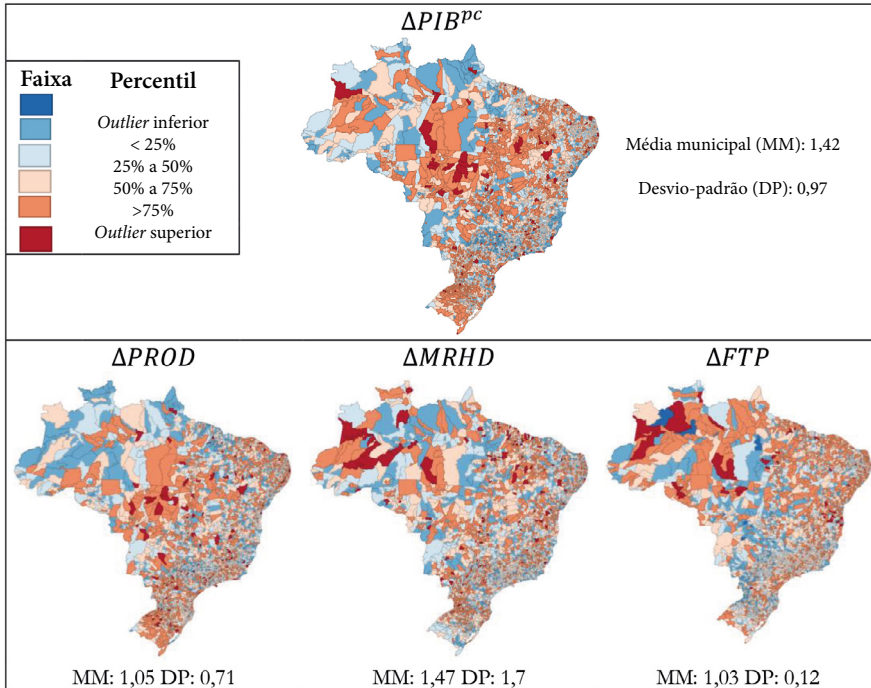 ΔPIB^pc
Faixa Percentil
Outlier inferior
< 25%
25% a 50%
50% a 75%
>75%
Outlier superior
Média municipal (MM): 1,42
Desvio-padrão (DP): 0,97
ΔPROD ΔMRHD ΔFTP
MM: 1,05 DP: 0,71 MM: 1,47 DP: 1,7 MM: 1,03 DP: 0,12